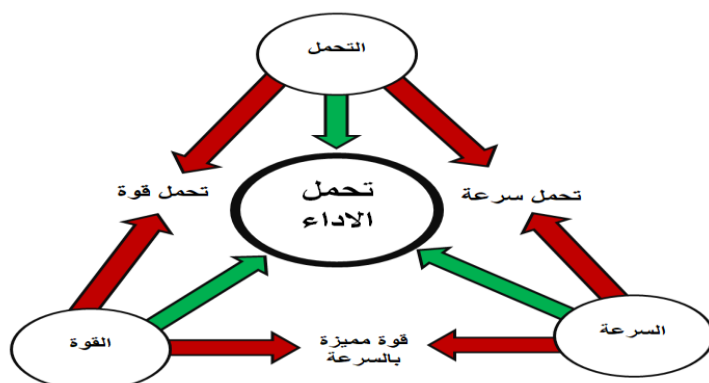 التحمل
تحمل قوة
تحمل
الاداء
تحمل سرعة
القوة
قوة مميزة
بالسرعة
السرعة